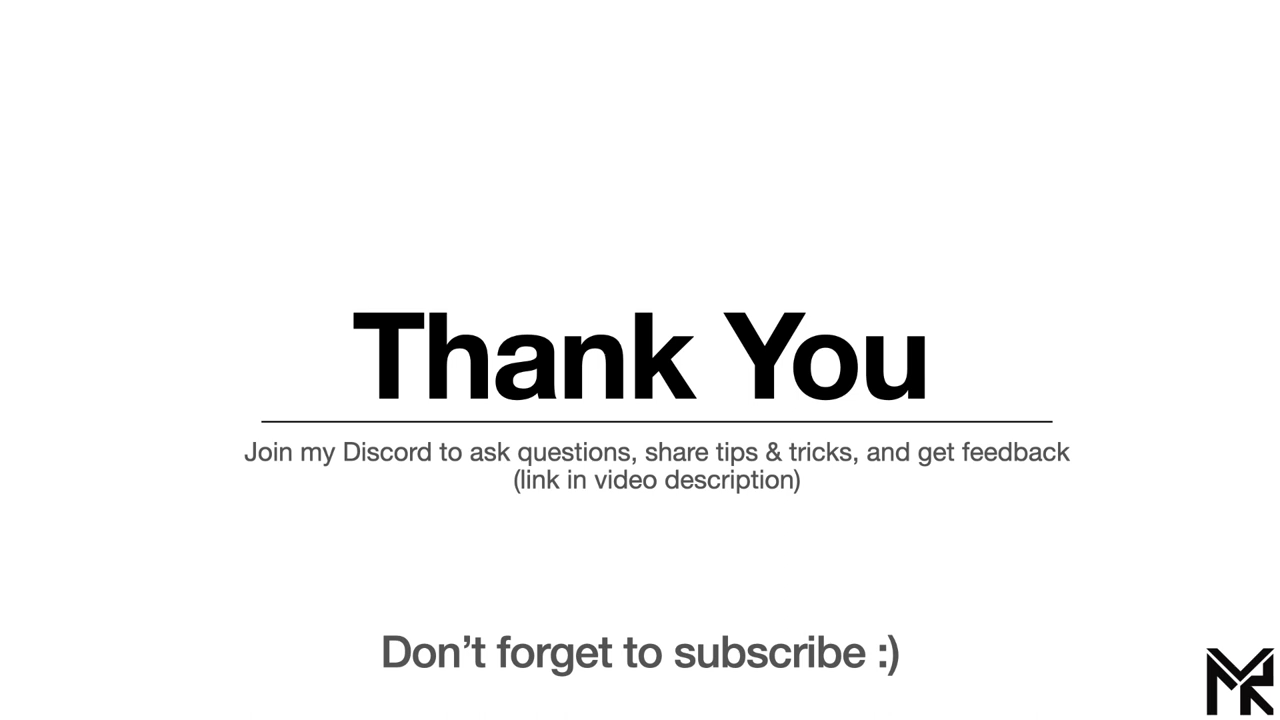 Thank You
Join my Discord to ask questions, share tips & tricks, and get feedback
(link in video description)
Don’t forget to subscribe :)